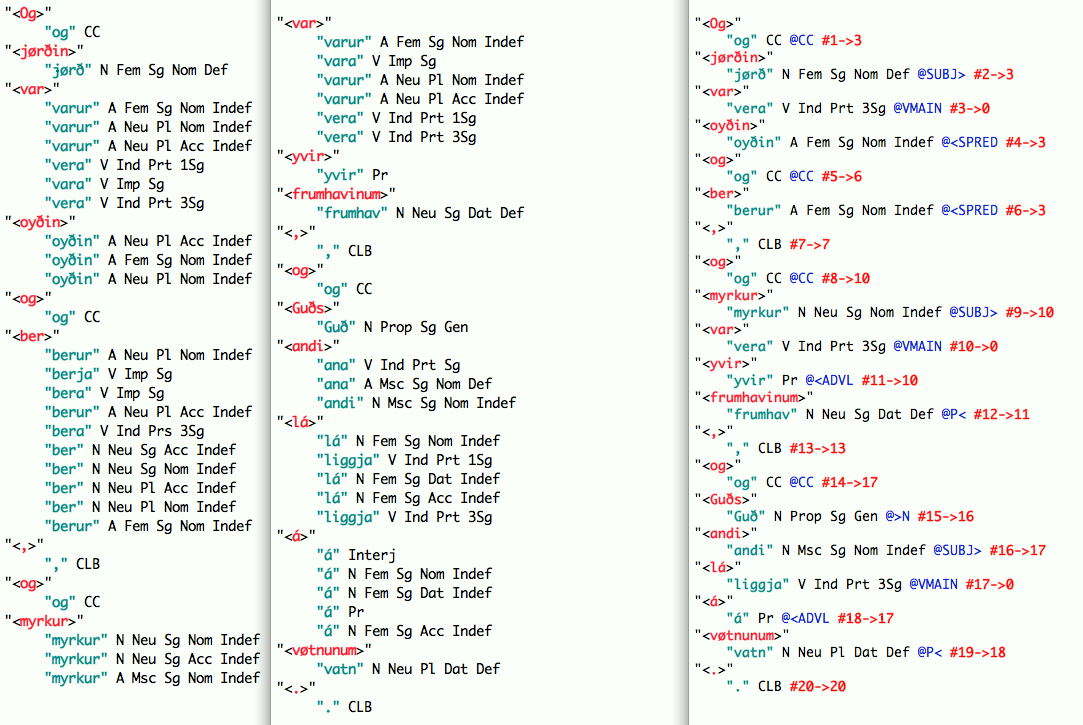 "<Og>"
"og" CC
"<jørðin>"
"jørð" N Fem Sg Nom Def
"<var>"
"varur" A Fem Sg Nom Indef
"varur" A Neu Pl Nom Indef
"varur" A Neu Pl Acc Indef
"vera" V Ind Prt 1Sg
"vara" V Imp Sg
"vera" V Ind Prt 3Sg
"<oyðin>"
"oyðin" A Neu Pl Acc Indef
"oyðin" A Fem Sg Nom Indef
"oyðin" A Neu Pl Nom Indef
"<og>"
"og" CC
"<ber>"
"berur" A Neu Pl Nom Indef
"berja" V Imp Sg
"bera" V Imp Sg
"berur" A Neu Pl Acc Indef
"bera" V Ind Prs 3Sg
"ber" N Neu Sg Acc Indef
"ber" N Neu Sg Nom Indef
"ber" N Neu Pl Acc Indef
"ber" N Neu Pl Nom Indef
"berur" A Fem Sg Nom Indef
"<,>"
"," CLB
"<og>"
"og" CC
"<myrkur>"
"myrkur" N Neu Sg Nom Indef
"myrkur" N Neu Sg Acc Indef
"myrkur" A Msc Sg Nom Indef
"<var>"
"varur" A Fem Sg Nom Indef
"vara" V Imp Sg
"varur" A Neu Pl Nom Indef
"varur" A Neu Pl Acc Indef
"vera" V Ind Prt 1Sg
"vera" V Ind Prt 3Sg
"<yvir>"
"yvir" Pr
"<frumhavinum>"
"frumhav" N Neu Sg Dat Def
"<,>"
"," CLB
"<og>"
"og" CC
"<Guðs>"
"Guð" N Prop Sg Gen
"<andi>"
"ana" V Ind Prt Sg
"ana" A Msc Sg Nom Def
"andi" N Msc Sg Nom Indef
"<lá>"
"lá" N Fem Sg Nom Indef
"liggja" V Ind Prt 1Sg
"lá" N Fem Sg Dat Indef
"lá" N Fem Sg Acc Indef
"liggja" V Ind Prt 3Sg
"<á>"
"á" Interj
"á" N Fem Sg Nom Indef
"á" N Fem Sg Dat Indef
"á" Pr
"á" N Fem Sg Acc Indef
"<vøtnunum>"
"vatn" N Neu Pl Dat Def
"<.>"
"." CLB
"<Og>"
"og" CC @CC #1->3
"<jørðin>"
"jørð" N Fem Sg Nom Def @SUBJ> #2->3
"<var>"
"vera" V Ind Prt 3Sg @VMAIN #3->0
"<oyðin>"
"oyðin" A Fem Sg Nom Indef @<SPRED #4->3
"<og>"
"og" CC @CC #5->6
"<ber>"
"berur" A Fem Sg Nom Indef @<SPRED #6->3
"<,>"
"," CLB #7->7
"<og>"
"og" CC @CC #8->10
"<myrkur>"
"myrkur" N Neu Sg Nom Indef @SUBJ> #9->10
"<var>"
"vera" V Ind Prt 3Sg @VMAIN #10->0
"<yvir>"
"yvir" Pr @<ADVL #11->10
"<frumhavinum>"
"frumhav" N Neu Sg Dat Def @P< #12->11
"<,>"
"," CLB #13->13
"<og>"
"og" CC @CC #14->17
"<Guðs>"
"Guð" N Prop Sg Gen @>N #15->16
"<andi>"
"andi" N Msc Sg Nom Indef @SUBJ> #16->17
"<lá>"
"liggja" V Ind Prt 3Sg @VMAIN #17->0
"<á>"
"á" Pr @<ADVL #18->17
"<vøtnunum>"
"vatn" N Neu Pl Dat Def @P< #19->18
"<.>"
"." CLB #20->20